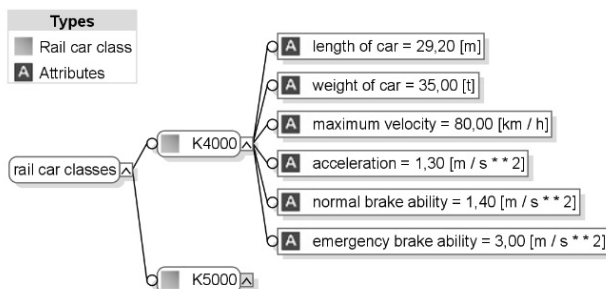 Types
Rail car class
A Attributes
rail car classes
K4000
A length of car = 29,20 [m]
A weight of car = 35,00 [t]
A maximum velocity = 80,00 [km / h]
A acceleration = 1,30 [m / s * * 2]
A normal brake ability = 1,40 [m / s * * 2]
A emergency brake ability = 3,00 [m / s * * 2]
K5000